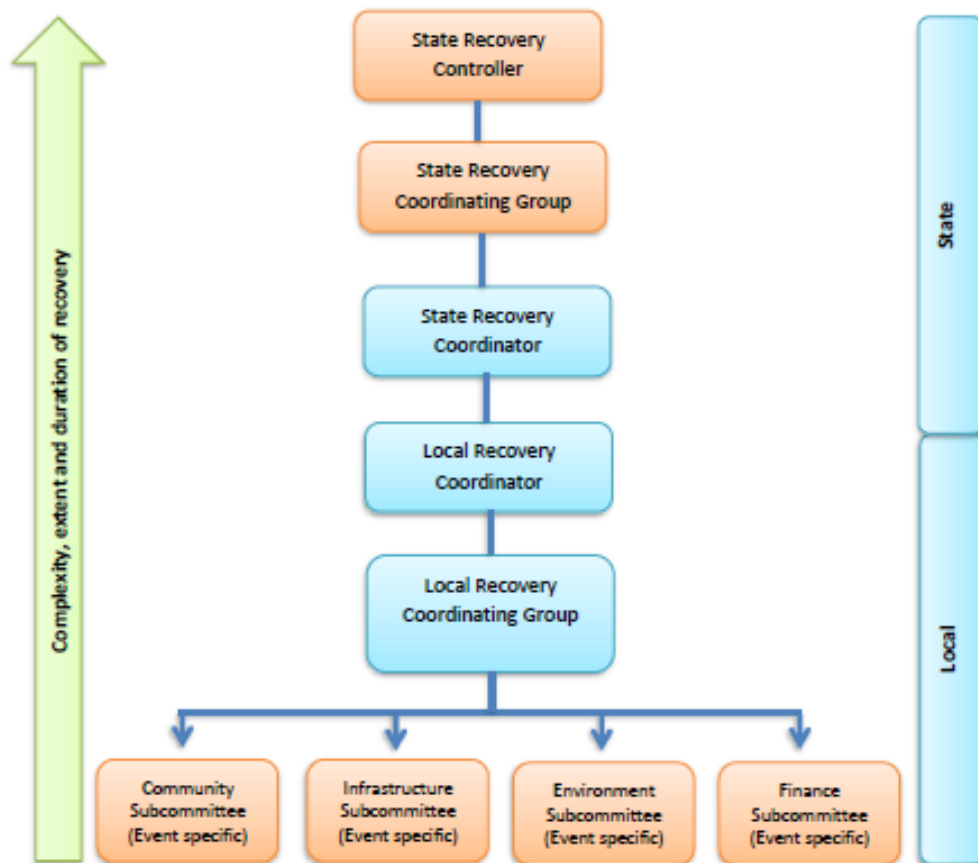 State Recovery
Controller
State Recovery
Coordinating Group
State Recovery
Coordinator
Local Recovery
Coordinator
Local Recovery
Coordinating Group
Community
Subcommittee
(Event specific)
Infrastructure
Subcommittee
(Event specific)
Environment
Subcommittee
(Event specific)
Finance
Subcommittee
(Event specific)
Complexity, extent and duration of recovery
State
Local